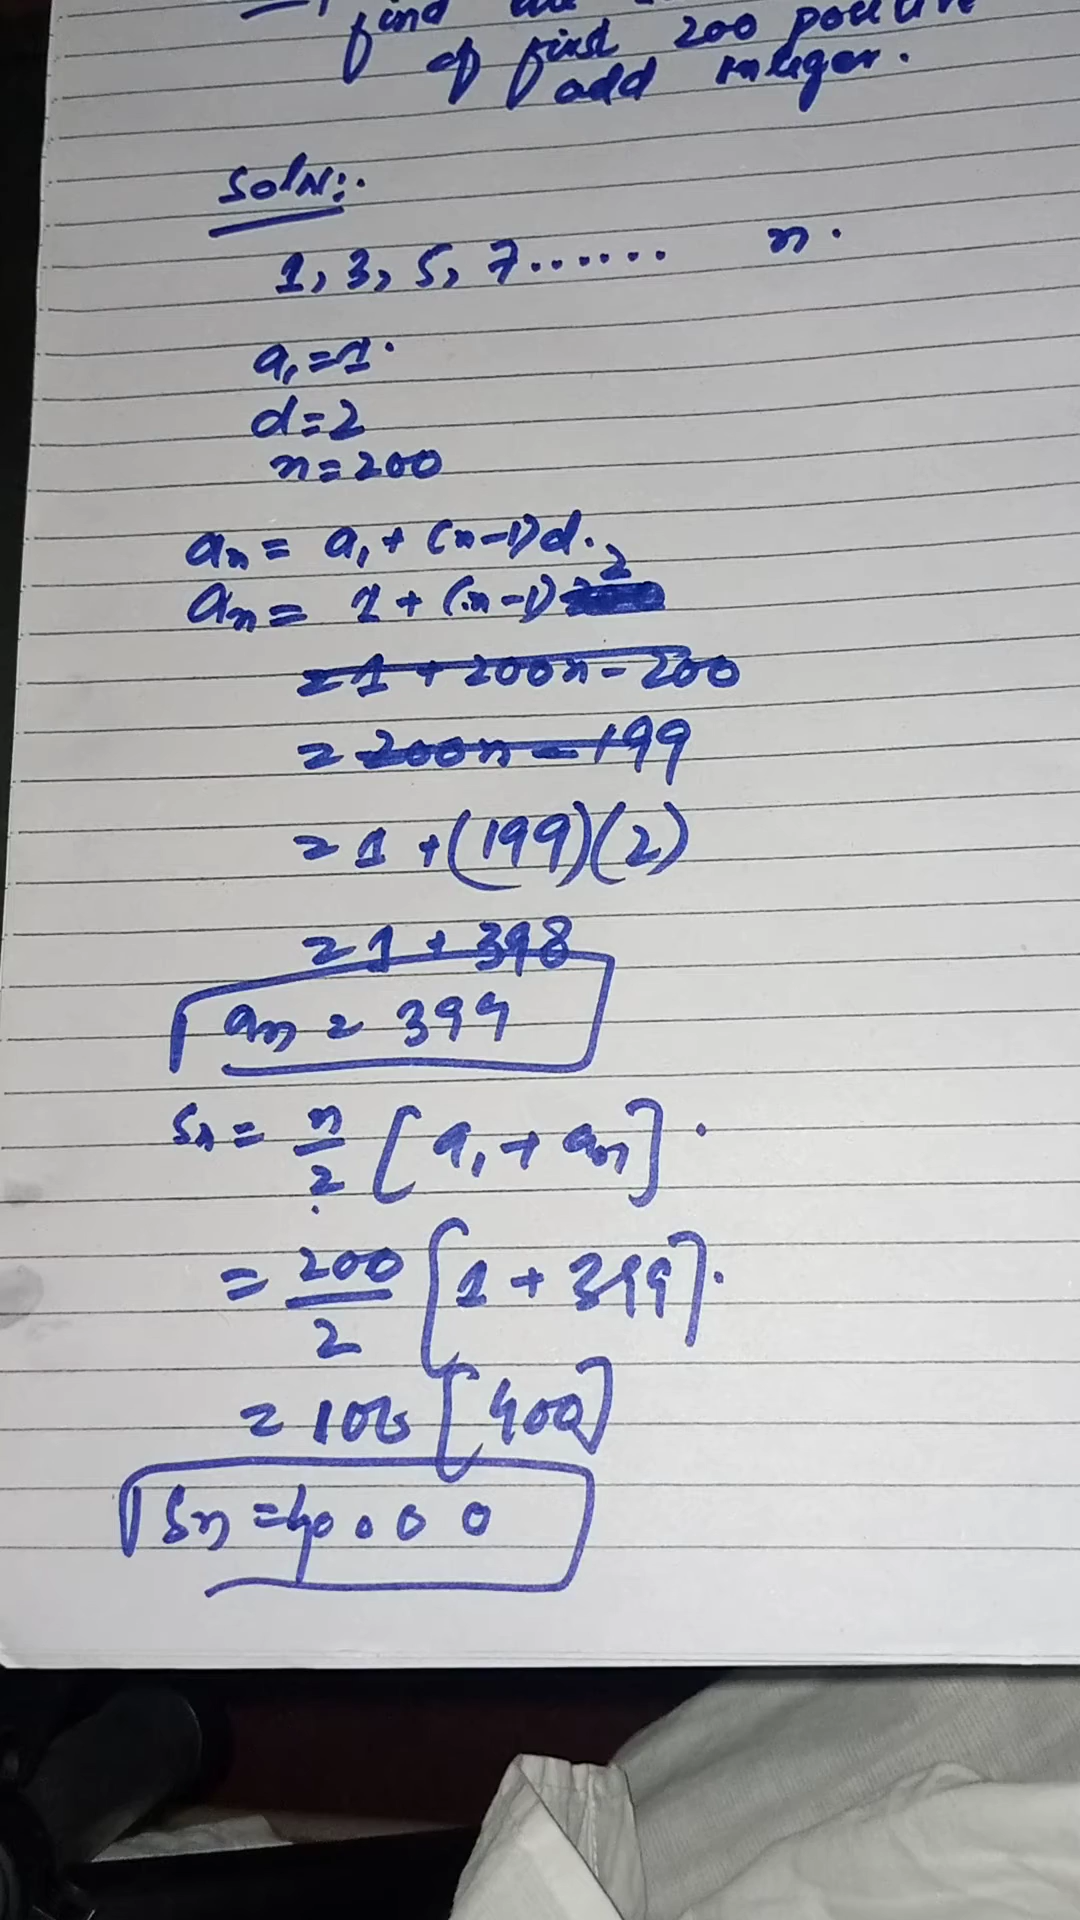 find the
of first 200 positive
odd integer.
Soln:.
1, 3, 5, 7...... n.
a₁=1.
d=2
n=200
an = a₁ + (n-1)d.
an = 1 + (n-1) 2
=1 + 200n - 200
= 200n - 199
= 1 + (199)(2)
= 1 + 398
an = 399
Sn = n/2 [a₁ + an].
= 200/2 [1 + 399].
= 100 [400]
Sn = 40000